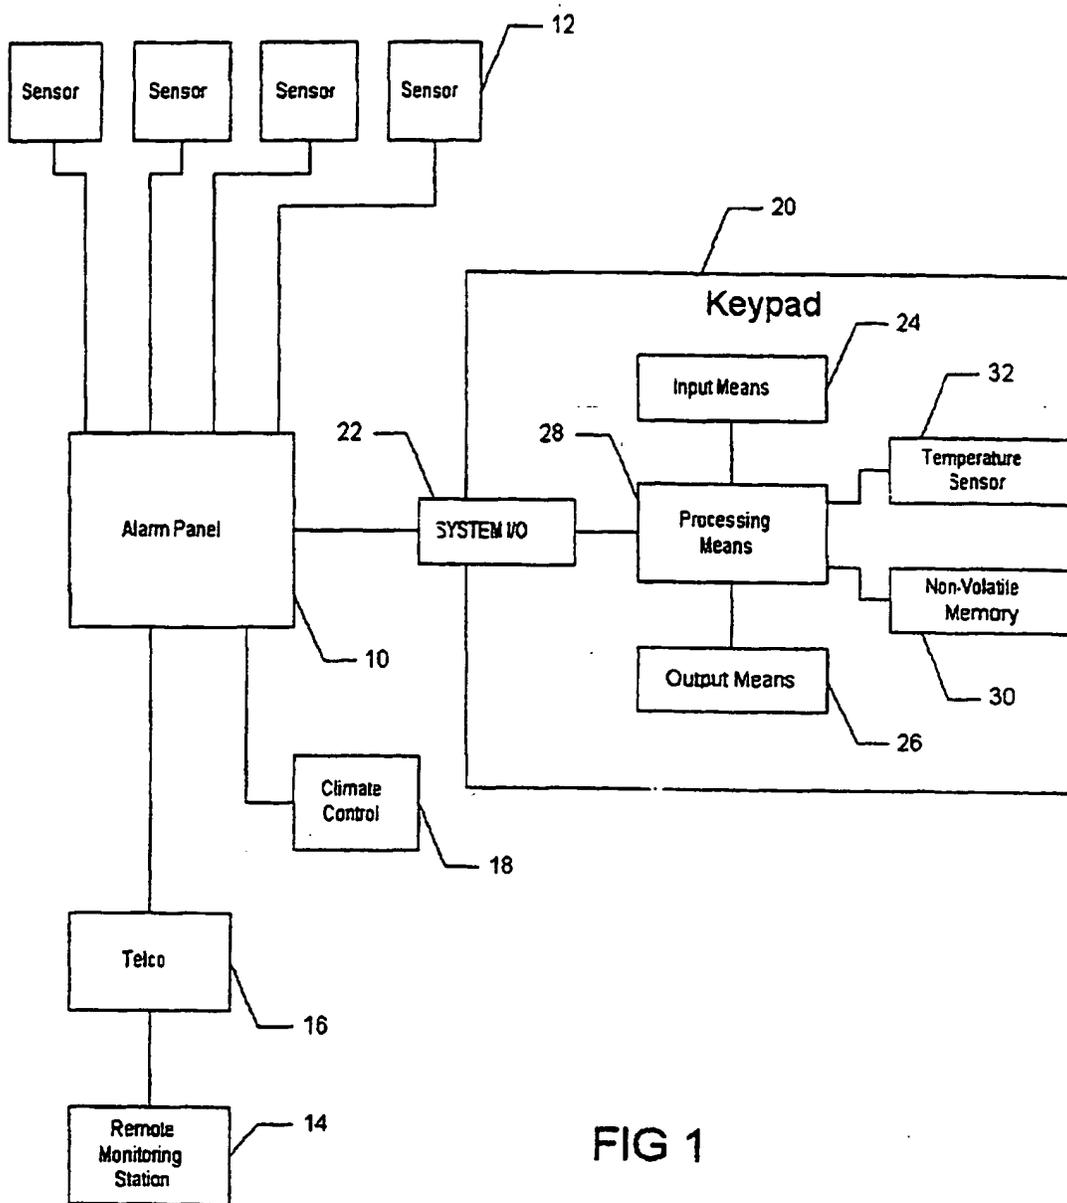 12
Sensor
Sensor
Sensor
Sensor
20
Keypad
24
Input Means
32
22
28
Temperature
Sensor
Alarm Panel
SYSTEM I/O
Processing
Means
Non-Volatile
Memory
10
Output Means
30
26
Climate
Control
18
Telco
16
Remote
Monitoring
Station
14
FIG 1